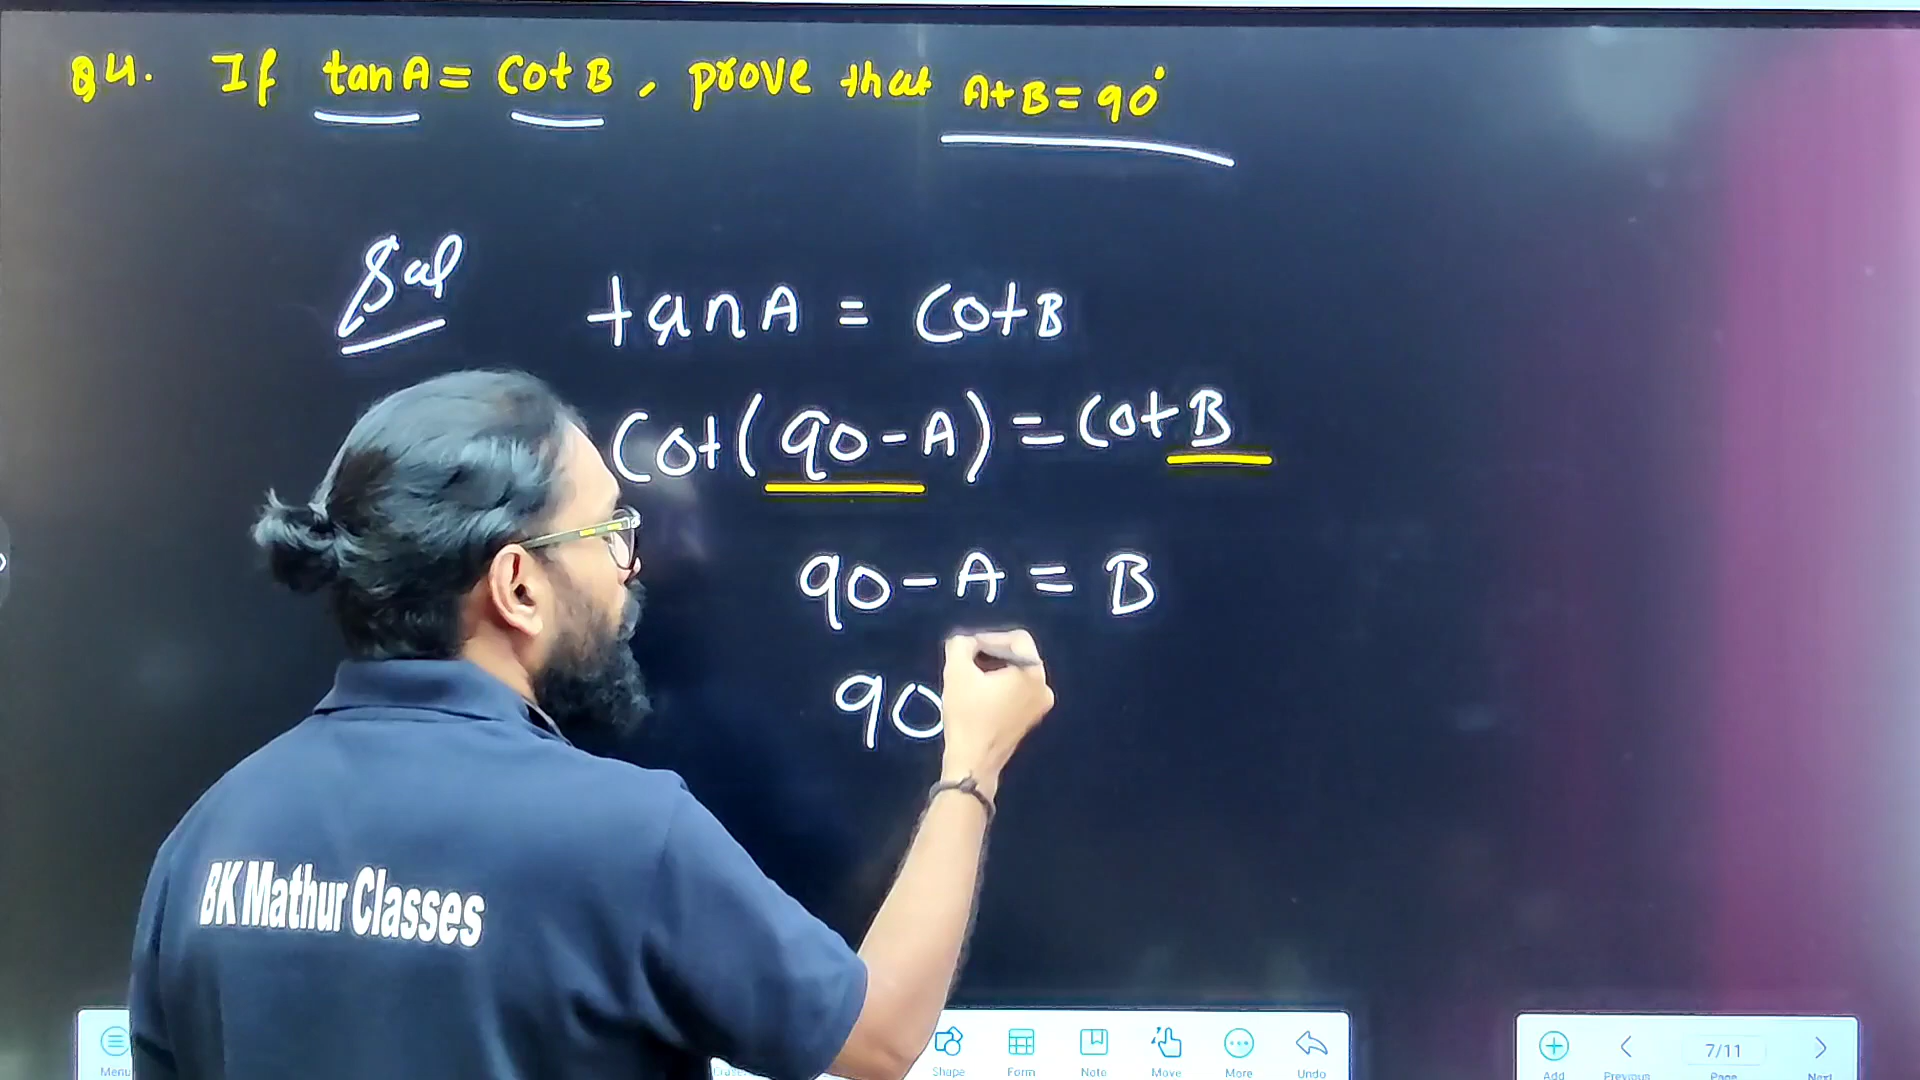 Q4. If tan A = Cot B, prove that A+B = 90°
Sol
tan A = Cot B
Cot (90 - A) = Cot B
90 - A = B
90
BK Mathur Classes
Menu
Shape Form Note Move More Undo
Add Previous 7/11 Page Next